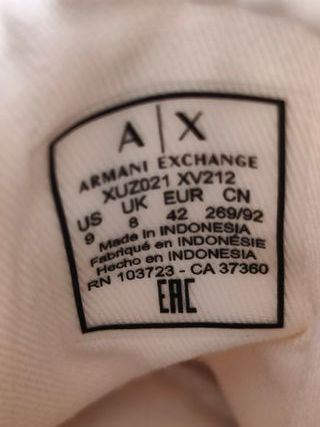 A|X
ARMANI EXCHANGE
XUZ021 XV212
US UK EUR CN
9 8 42 269/92
Made in INDONESIA
Fabriqué en INDONÉSIE
Hecho en INDONESIA
RN 103723 - CA 37360
EAC